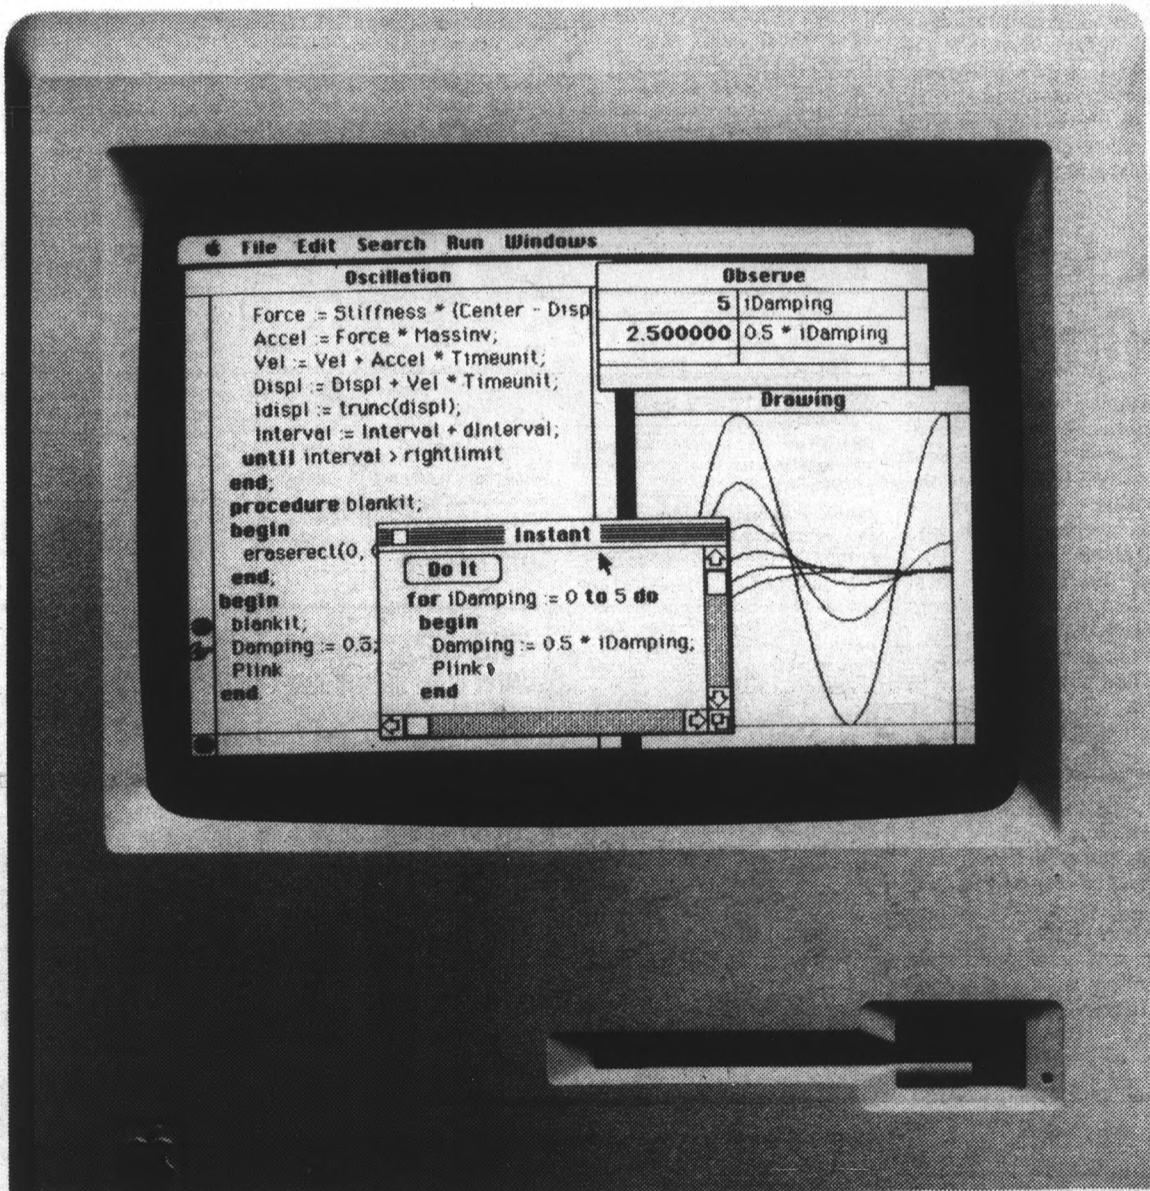 File Edit Search Run Windows
Oscillation
Force := Stiffness * (Center - Disp
Accel := Force * Massinv;
Vel := Vel + Accel * Timeunit;
Displ := Displ + Vel * Timeunit;
idispl := trunc(displ);
Interval := Interval + dInterval;
until interval > rightlimit
end;
procedure blankit;
begin
eraserect(0,
end;
begin
blankit;
Damping := 0.3;
Plink
end.
Observe
5 iDamping
2.500000 0.5 * iDamping
Drawing
Instant
Do It
for iDamping := 0 to 5 do
begin
Damping := 0.5 * iDamping;
Plink
end